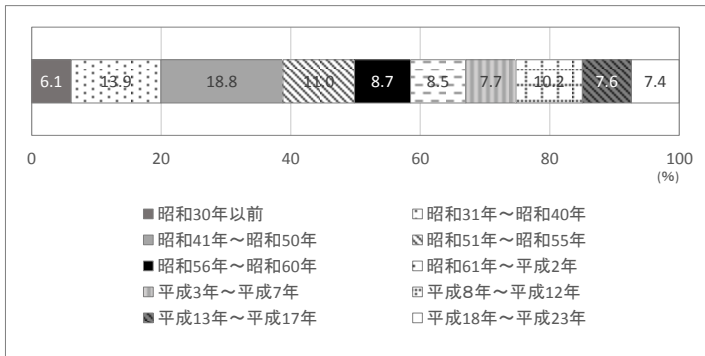 6.1 13.9 18.8 11.0 8.7 8.5 7.7 10.2 7.6 7.4
0 20 40 60 80 100
(%)
昭和30年以前 昭和31年～昭和40年
昭和41年～昭和50年 昭和51年～昭和55年
昭和56年～昭和60年 昭和61年～平成2年
平成3年～平成7年 平成８年～平成12年
平成13年～平成17年 平成18年～平成23年